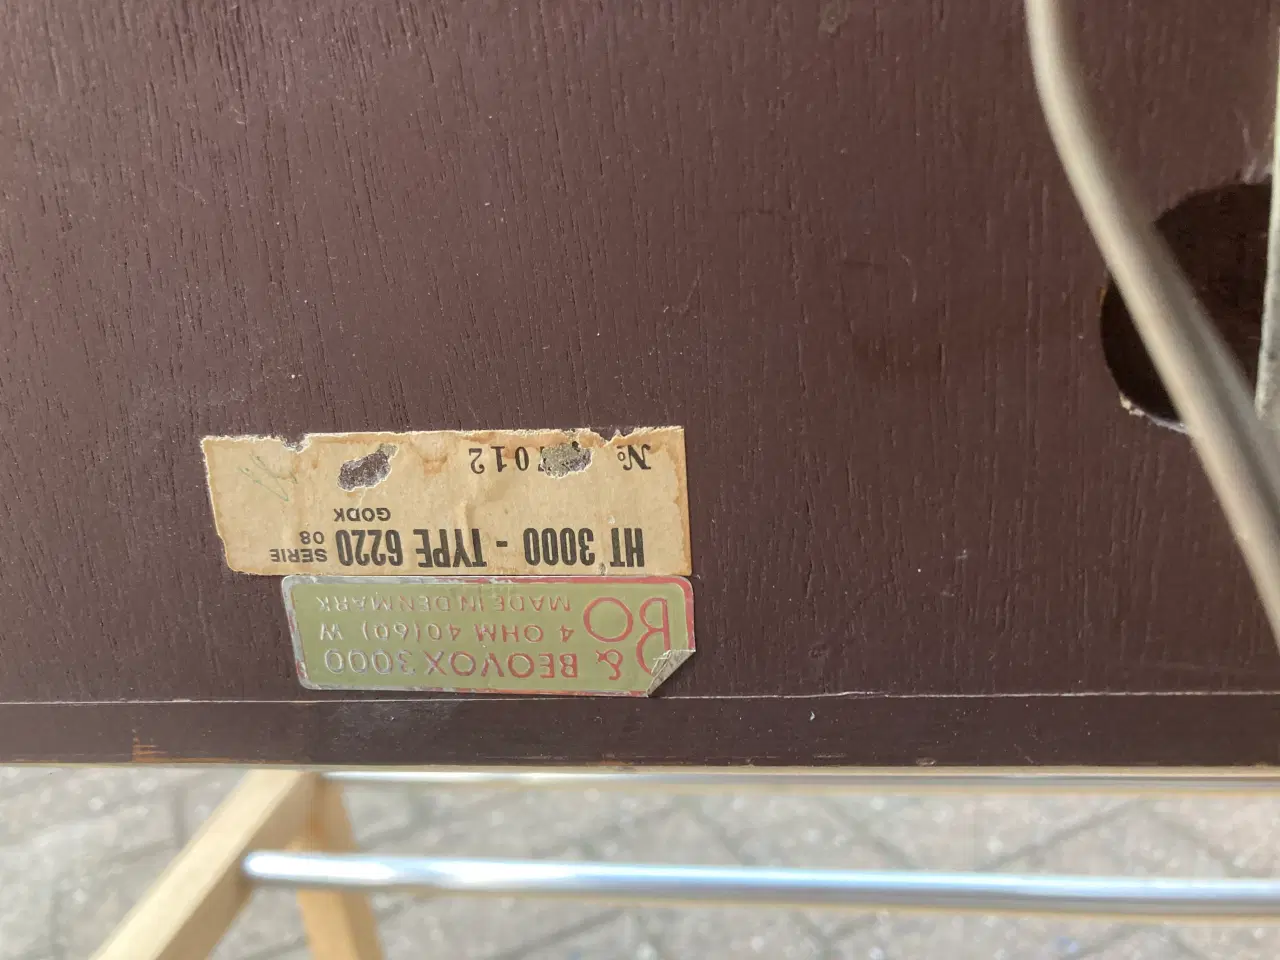 B&O BEOVOX 3000
4 OHM 40(60) W
MADE IN DENMARK
HT 3000 - TYPE 6220 SERIE 08
GODK
№ 012